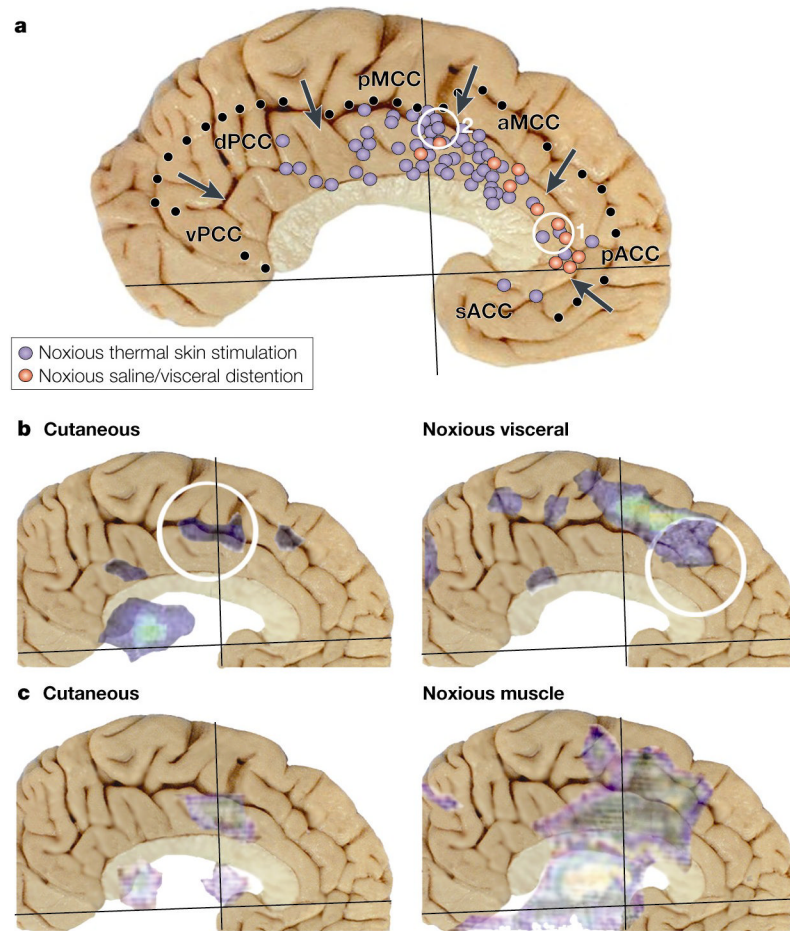 a
pMCC
aMCC
2
dPCC
vPCC
1
pACC
sACC
Noxious thermal skin stimulation
Noxious saline/visceral distention
b Cutaneous
Noxious visceral
c Cutaneous
Noxious muscle